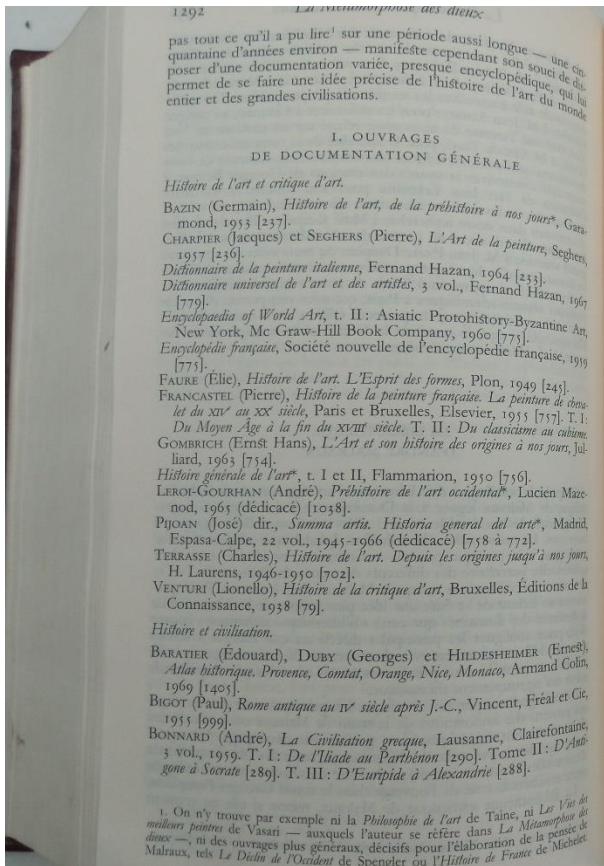 1292 La Métamorphose des dieux
pas tout ce qu'il a pu lire¹ sur une période aussi longue — une cin-
quantaine d'années environ — manifeste cependant son souci de dis-
poser d'une documentation variée, presque encyclopédique, qui lui
permet de se faire une idée précise de l'histoire de l'art du monde
entier et des grandes civilisations.
I. OUVRAGES
DE DOCUMENTATION GÉNÉRALE
Histoire de l'art et critique d'art.
BAZIN (Germain), Histoire de l'art, de la préhistoire à nos jours*, Gara-
mond, 1953 [237].
CHARPIER (Jacques) et SEGHERS (Pierre), L'Art de la peinture, Seghers,
1957 [236].
Dictionnaire de la peinture italienne, Fernand Hazan, 1964 [233].
Dictionnaire universel de l'art et des artistes, 3 vol., Fernand Hazan, 1967
[779].
Encyclopaedia of World Art, t. II : Asiatic Protohistory-Byzantine Art,
New York, Mc Graw-Hill Book Company, 1960 [775].
Encyclopédie française, Société nouvelle de l'encyclopédie française, 1959
[775].
FAURE (Élie), Histoire de l'art. L'Esprit des formes, Plon, 1949 [245].
FRANCASTEL (Pierre), Histoire de la peinture française. La peinture de cheva-
let du XIVe au XXe siècle, Paris et Bruxelles, Elsevier, 1955 [757]. T. I :
Du Moyen Âge à la fin du XVIIIe siècle. T. II : Du classicisme au cubisme.
GOMBRICH (Ernst Hans), L'Art et son histoire des origines à nos jours, Jul-
liard, 1963 [754].
Histoire générale de l'art*, t. I et II, Flammarion, 1950 [756].
LEROI-GOURHAN (André), Préhistoire de l'art occidental*, Lucien Maze-
nod, 1965 (dédicacé) [1038].
PIJOAN (José) dir., Summa artis. Historia general del arte*, Madrid,
Espasa-Calpe, 22 vol., 1945-1966 (dédicacé) [758 à 772].
TERRASSE (Charles), Histoire de l'art. Depuis les origines jusqu'à nos jours,
H. Laurens, 1946-1950 [702].
VENTURI (Lionello), Histoire de la critique d'art, Bruxelles, Éditions de la
Connaissance, 1938 [79].
Histoire et civilisation.
BARATIER (Édouard), DUBY (Georges) et HILDESHEIMER (Ernest),
Atlas historique. Provence, Comtat, Orange, Nice, Monaco, Armand Colin,
1969 [1405].
BIGOT (Paul), Rome antique au IVe siècle après J.-C., Vincent, Fréal et Cie,
1955 [999].
BONNARD (André), La Civilisation grecque, Lausanne, Clairefontaine,
3 vol., 1959. T. I : De l'Iliade au Parthénon [290]. Tome II : D'Anti-
gone à Socrate [289]. T. III : D'Euripide à Alexandrie [288].
1. On n'y trouve par exemple ni la Philosophie de l'art de Taine, ni Les Vies des
meilleurs peintres de Vasari — auxquels l'auteur se réfère dans La Métamorphose des
dieux —, ni des ouvrages plus généraux, décisifs pour l'élaboration de la pensée de
Malraux, tels Le Déclin de l'Occident de Spengler ou l'Histoire de France de Michelet.